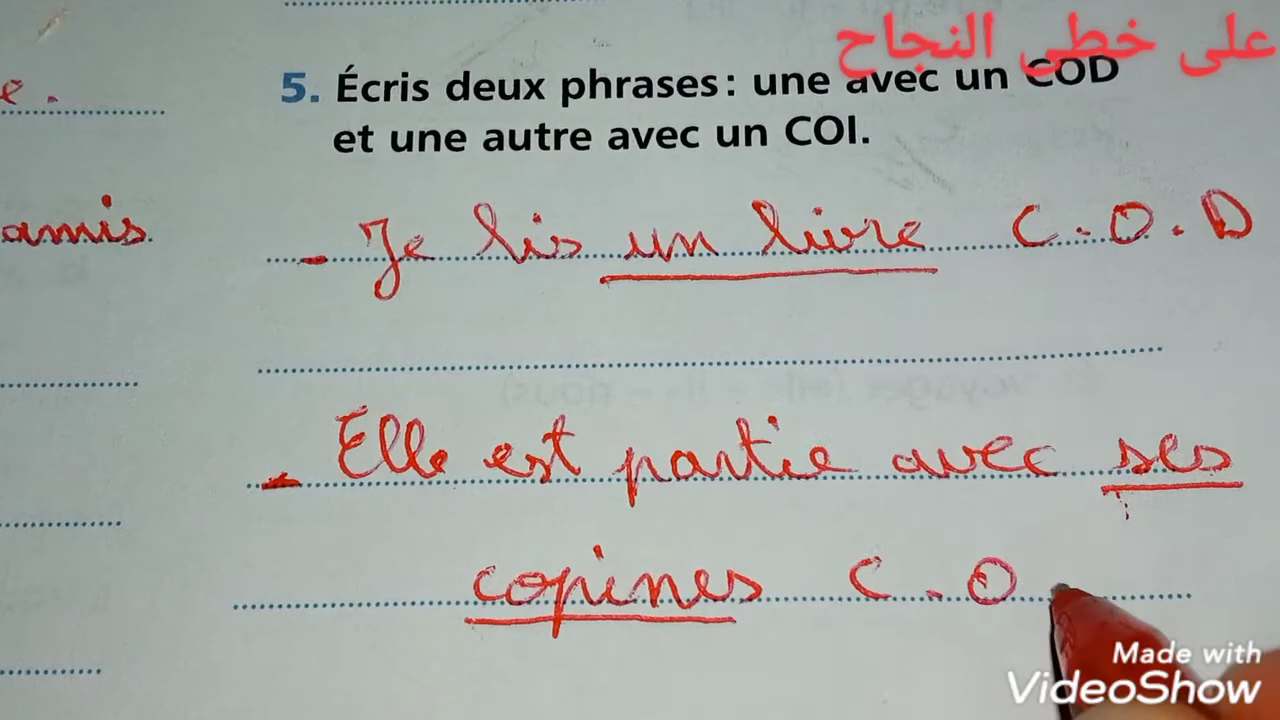 على خطى النجاح
e.
amis.
5. Écris deux phrases : une avec un COD
et une autre avec un COI.
- Je lis un livre C.O.D
- Elle est partie avec ses
copines C.O
Made with
VideoShow